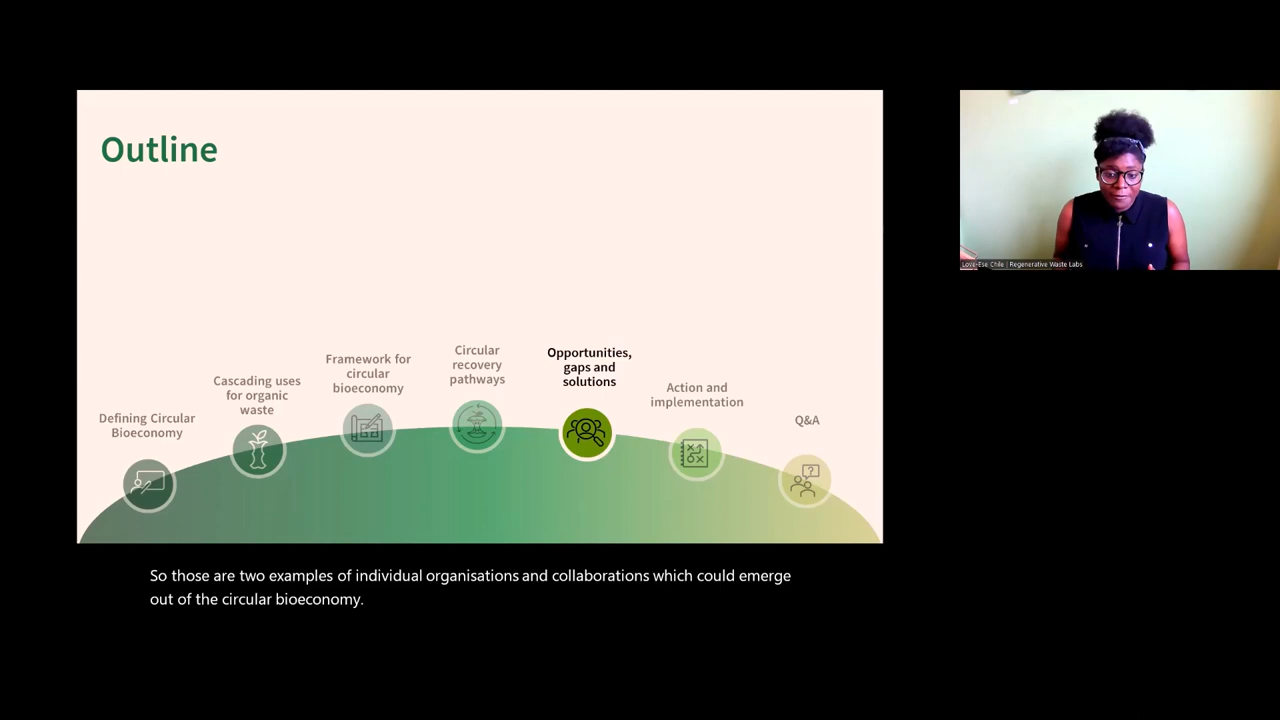 Outline
Defining Circular
Bioeconomy
Cascading uses
for organic
waste
Framework for
circular
bioeconomy
Circular
recovery
pathways
Opportunities,
gaps and
solutions
Action and
implementation
Q&A
Love-Ese Chile | Regenerative Waste Labs
So those are two examples of individual organisations and collaborations which could emerge
out of the circular bioeconomy.